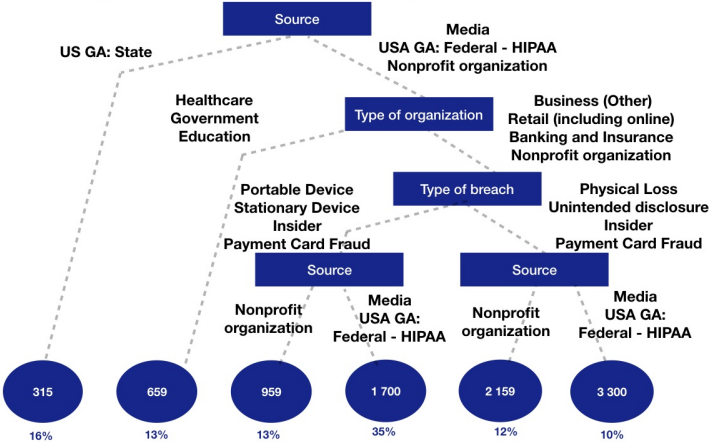 Source
US GA: State
Media
USA GA: Federal - HIPAA
Nonprofit organization
Healthcare
Government
Education
Type of organization
Business (Other)
Retail (including online)
Banking and Insurance
Nonprofit organization
Portable Device
Stationary Device
Insider
Payment Card Fraud
Type of breach
Physical Loss
Unintended disclosure
Insider
Payment Card Fraud
Source
Source
Nonprofit
organization
Media
USA GA:
Federal - HIPAA
Nonprofit
organization
Media
USA GA:
Federal - HIPAA
315
659
959
1 700
2 159
3 300
16%
13%
13%
35%
12%
10%